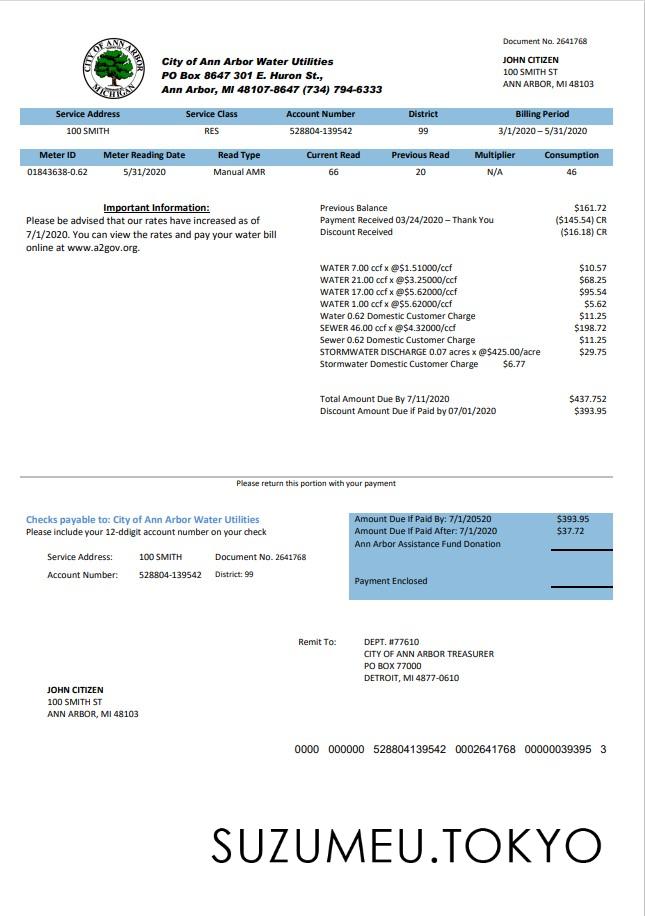 CITY OF ANN ARBOR
MICHIGAN
Document No. 2641768
City of Ann Arbor Water Utilities
PO Box 8647 301 E. Huron St.,
Ann Arbor, MI 48107-8647 (734) 794-6333
JOHN CITIZEN
100 SMITH ST
ANN ARBOR, MI 48103
Service Address Service Class Account Number District Billing Period
100 SMITH RES 528804-139542 99 3/1/2020 – 5/31/2020
Meter ID Meter Reading Date Read Type Current Read Previous Read Multiplier Consumption
01843638-0.62 5/31/2020 Manual AMR 66 20 N/A 46
Important Information:
Please be advised that our rates have increased as of
7/1/2020. You can view the rates and pay your water bill
online at www.a2gov.org.
Previous Balance $161.72
Payment Received 03/24/2020 – Thank You ($145.54) CR
Discount Received ($16.18) CR
WATER 7.00 ccf x @$1.51000/ccf $10.57
WATER 21.00 ccf x @$3.25000/ccf $68.25
WATER 17.00 ccf x @$5.62000/ccf $95.54
WATER 1.00 ccf x @$5.62000/ccf $5.62
Water 0.62 Domestic Customer Charge $11.25
SEWER 46.00 ccf x @$4.32000/ccf $198.72
Sewer 0.62 Domestic Customer Charge $11.25
STORMWATER DISCHARGE 0.07 acres x @$425.00/acre $29.75
Stormwater Domestic Customer Charge $6.77
Total Amount Due By 7/11/2020 $437.752
Discount Amount Due if Paid by 07/01/2020 $393.95
Please return this portion with your payment
Checks payable to: City of Ann Arbor Water Utilities
Please include your 12-ddigit account number on your check
Service Address: 100 SMITH Document No. 2641768
Account Number: 528804-139542 District: 99
Amount Due If Paid By: 7/1/20520 $393.95
Amount Due If Paid After: 7/1/2020 $37.72
Ann Arbor Assistance Fund Donation
Payment Enclosed
Remit To: DEPT. #77610
CITY OF ANN ARBOR TREASURER
PO BOX 77000
DETROIT, MI 4877-0610
JOHN CITIZEN
100 SMITH ST
ANN ARBOR, MI 48103
0000 000000 528804139542 0002641768 00000039395 3
SUZUMEU.TOKYO